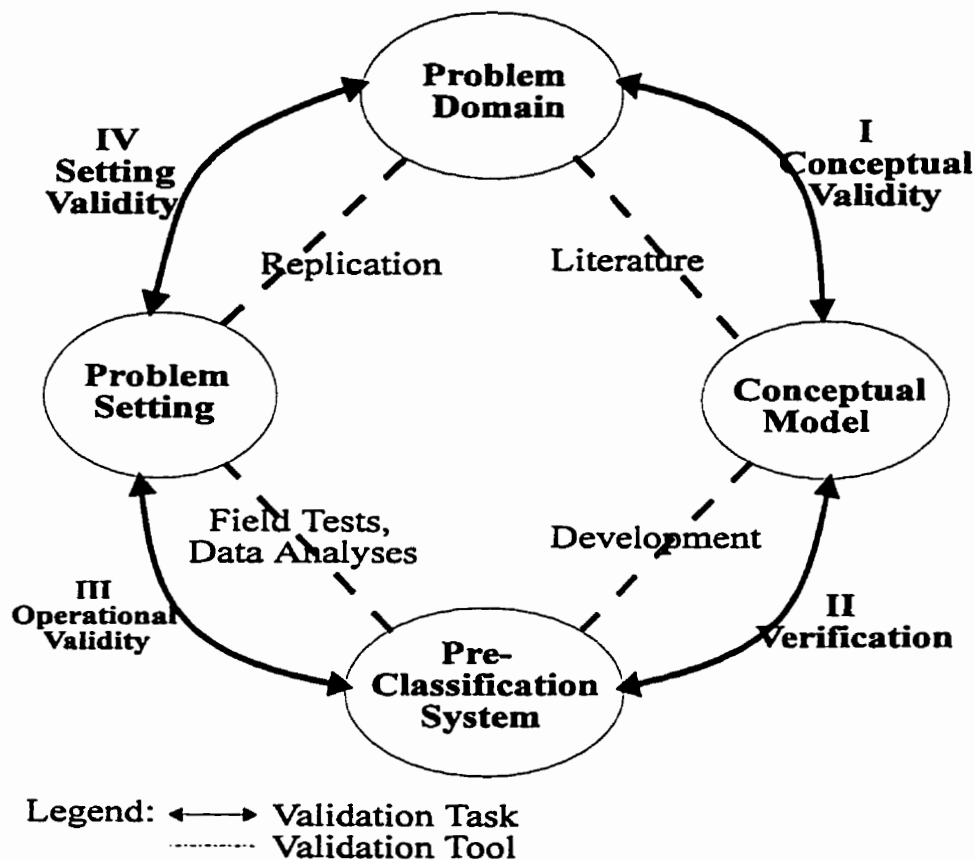 Problem
Domain
IV
Setting
Validity
I
Conceptual
Validity
Replication
Literature
Problem
Setting
Conceptual
Model
Field Tests,
Data Analyses
Development
III
Operational
Validity
II
Verification
Pre-
Classification
System
Legend: Validation Task
Validation Tool